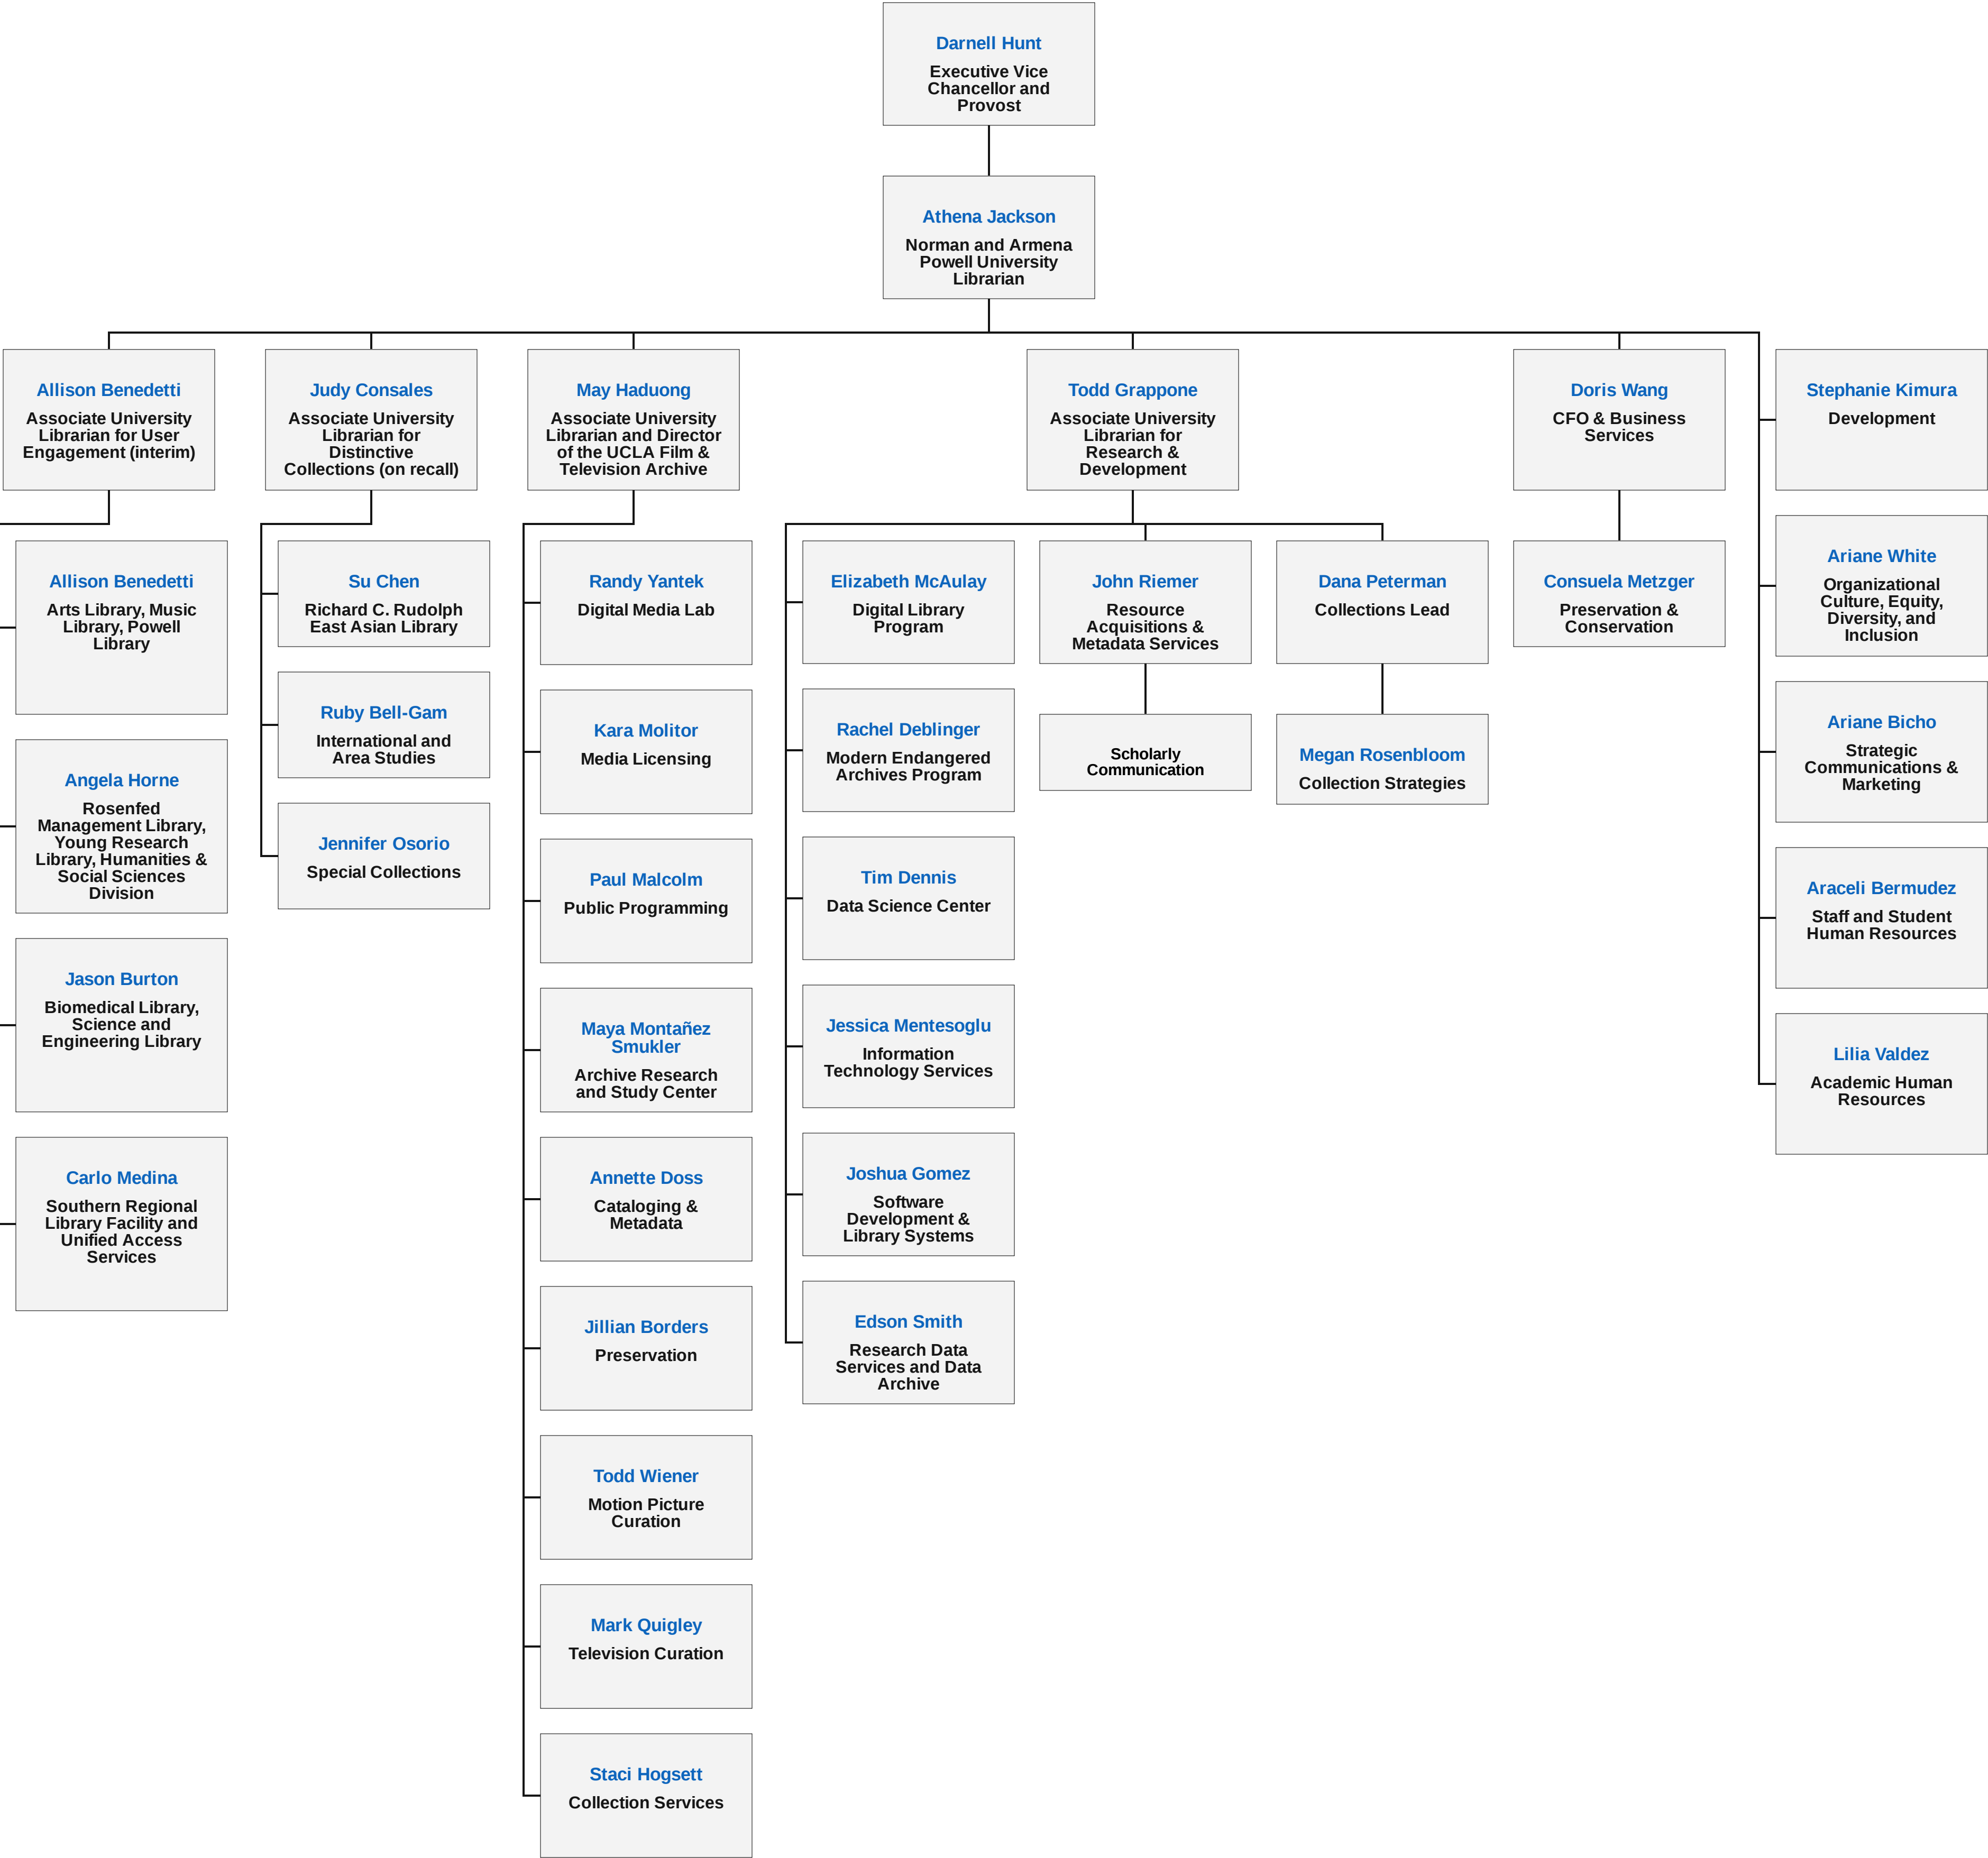 Darnell Hunt
Executive Vice
Chancellor and
Provost
Athena Jackson
Norman and Armena
Powell University
Librarian
Allison Benedetti
Associate University
Librarian for User
Engagement (interim)
Judy Consales
Associate University
Librarian for
Distinctive
Collections (on recall)
May Haduong
Associate University
Librarian and Director
of the UCLA Film &
Television Archive
Todd Grappone
Associate University
Librarian for
Research &
Development
Doris Wang
CFO & Business
Services
Stephanie Kimura
Development
Allison Benedetti
Arts Library, Music
Library, Powell
Library
Angela Horne
Rosenfed
Management Library,
Young Research
Library, Humanities &
Social Sciences
Division
Jason Burton
Biomedical Library,
Science and
Engineering Library
Carlo Medina
Southern Regional
Library Facility and
Unified Access
Services
Su Chen
Richard C. Rudolph
East Asian Library
Ruby Bell-Gam
International and
Area Studies
Jennifer Osorio
Special Collections
Randy Yantek
Digital Media Lab
Kara Molitor
Media Licensing
Paul Malcolm
Public Programming
Maya Montañez
Smukler
Archive Research
and Study Center
Annette Doss
Cataloging &
Metadata
Jillian Borders
Preservation
Todd Wiener
Motion Picture
Curation
Mark Quigley
Television Curation
Staci Hogsett
Collection Services
Elizabeth McAulay
Digital Library
Program
Rachel Deblinger
Modern Endangered
Archives Program
Tim Dennis
Data Science Center
Jessica Mentesoglu
Information
Technology Services
Joshua Gomez
Software
Development &
Library Systems
Edson Smith
Research Data
Services and Data
Archive
John Riemer
Resource
Acquisitions &
Metadata Services
Scholarly
Communication
Dana Peterman
Collections Lead
Megan Rosenbloom
Collection Strategies
Consuela Metzger
Preservation &
Conservation
Ariane White
Organizational
Culture, Equity,
Diversity, and
Inclusion
Ariane Bicho
Strategic
Communications &
Marketing
Araceli Bermudez
Staff and Student
Human Resources
Lilia Valdez
Academic Human
Resources